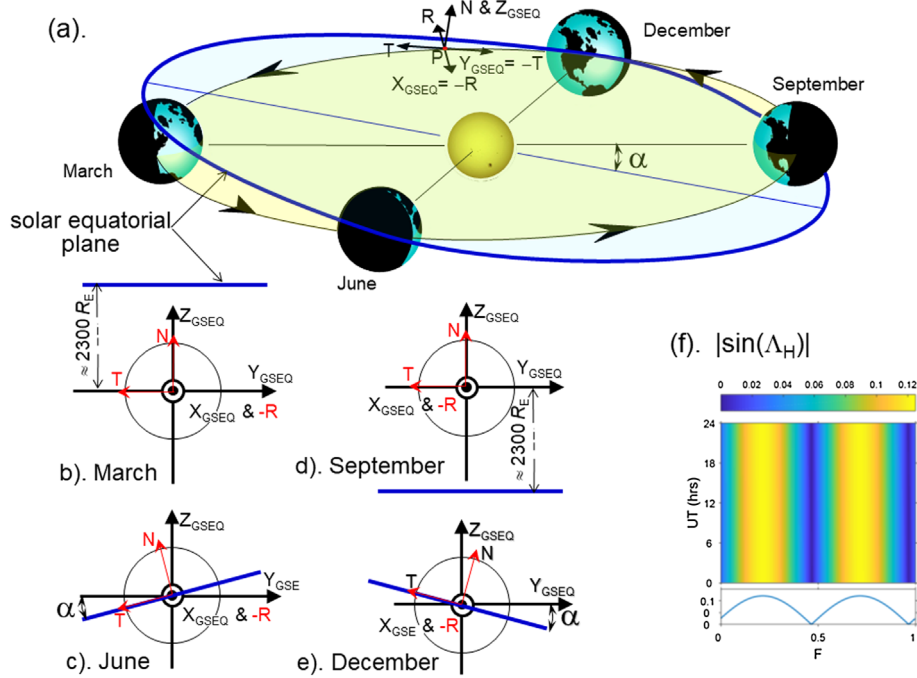 (a).
N & Z_GSEQ
R
T
P
Y_GSEQ = –T
X_GSEQ= –R
December
September
March
June
α
solar equatorial
plane
≈ 2300 R_E
Z_GSEQ
N
T
Y_GSEQ
X_GSEQ & -R
b). March
Z_GSEQ
N
T
Y_GSEQ
X_GSEQ & -R
≈ 2300 R_E
d). September
Z_GSEQ
N
Y_GSE
α
T
X_GSEQ & -R
c). June
Z_GSEQ
N
T
Y_GSEQ
X_GSE & -R
α
e). December
(f). |sin(Λ_H)|
0 0.02 0.04 0.06 0.08 0.1 0.12
24
18
12
6
0
UT (hrs)
0.1
0
0 0.5 1
F